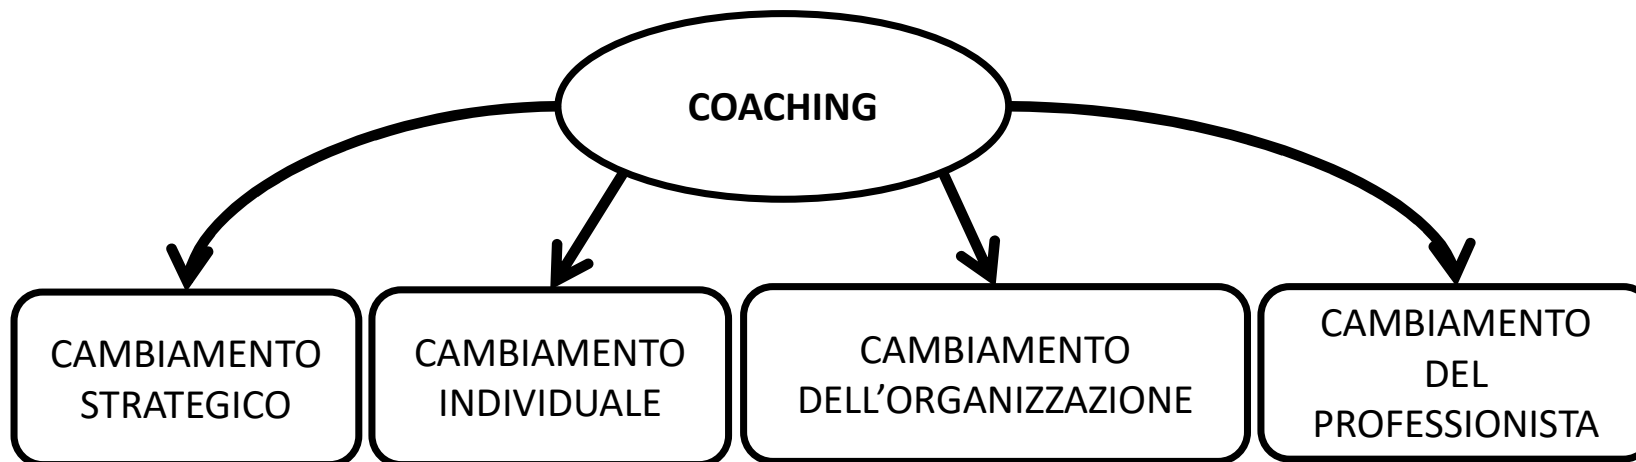 COACHING
CAMBIAMENTO
STRATEGICO
CAMBIAMENTO
INDIVIDUALE
CAMBIAMENTO
DELL’ORGANIZZAZIONE
CAMBIAMENTO
DEL
PROFESSIONISTA